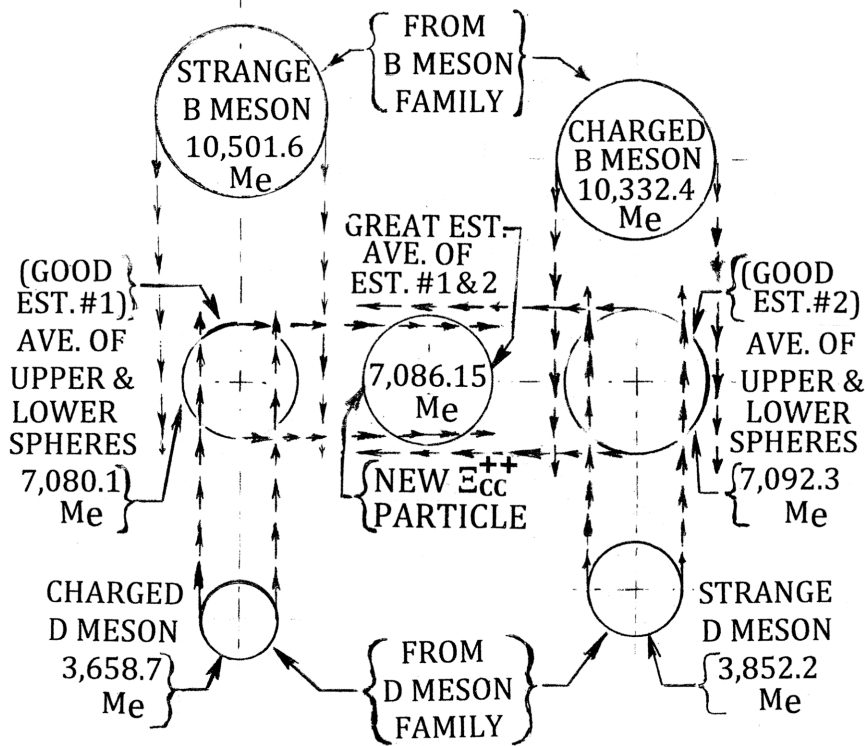 FROM
B MESON
FAMILY
STRANGE
B MESON
10,501.6
Me
CHARGED
B MESON
10,332.4
Me
(GOOD
EST.#1)
AVE. OF
UPPER &
LOWER
SPHERES
7,080.1
Me
GREAT EST.
AVE. OF
EST. #1&2
7,086.15
Me
NEW Ξcc++
PARTICLE
(GOOD
EST.#2)
AVE. OF
UPPER &
LOWER
SPHERES
7,092.3
Me
CHARGED
D MESON
3,658.7
Me
FROM
D MESON
FAMILY
STRANGE
D MESON
3,852.2
Me